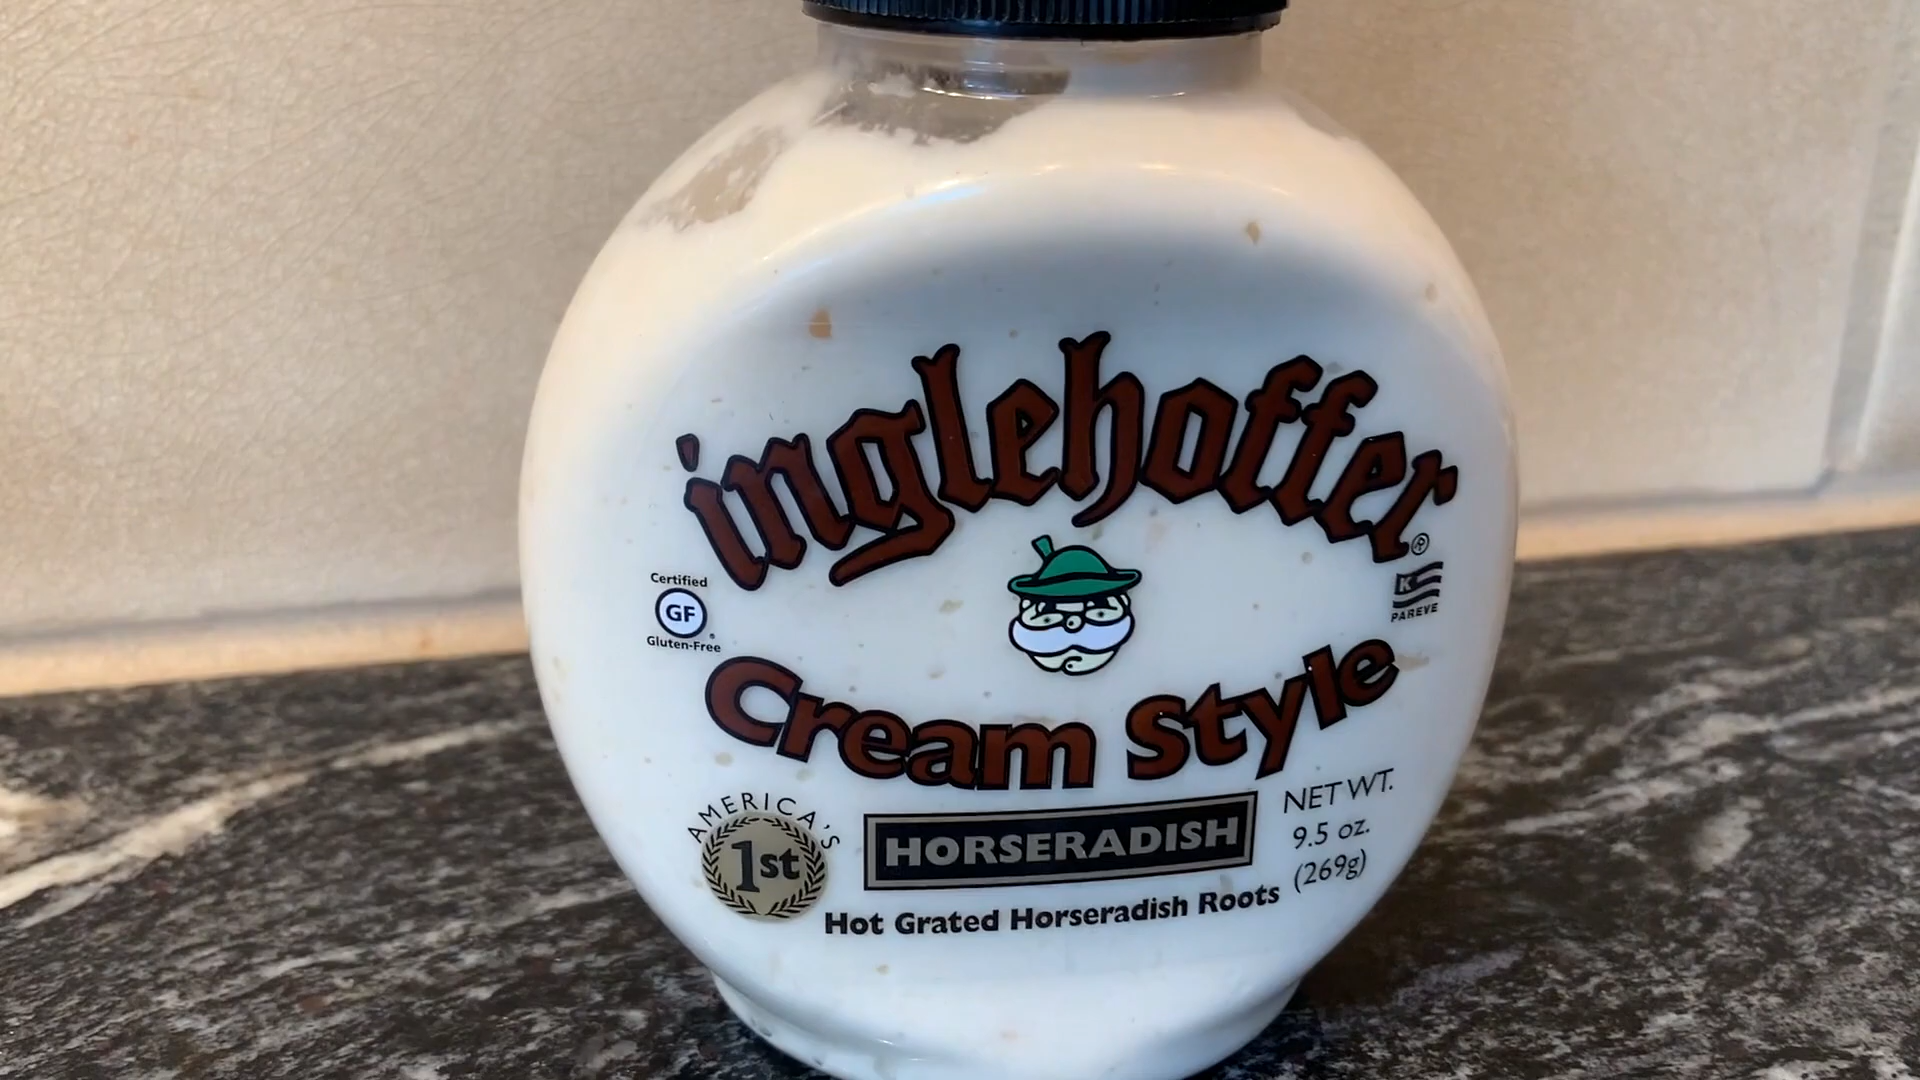 inglehoffer®
Certified
GF
Gluten-Free
K
PAREVE
Cream Style
AMERICA'S
1st
HORSERADISH
NET WT.
9.5 oz.
(269g)
Hot Grated Horseradish Roots